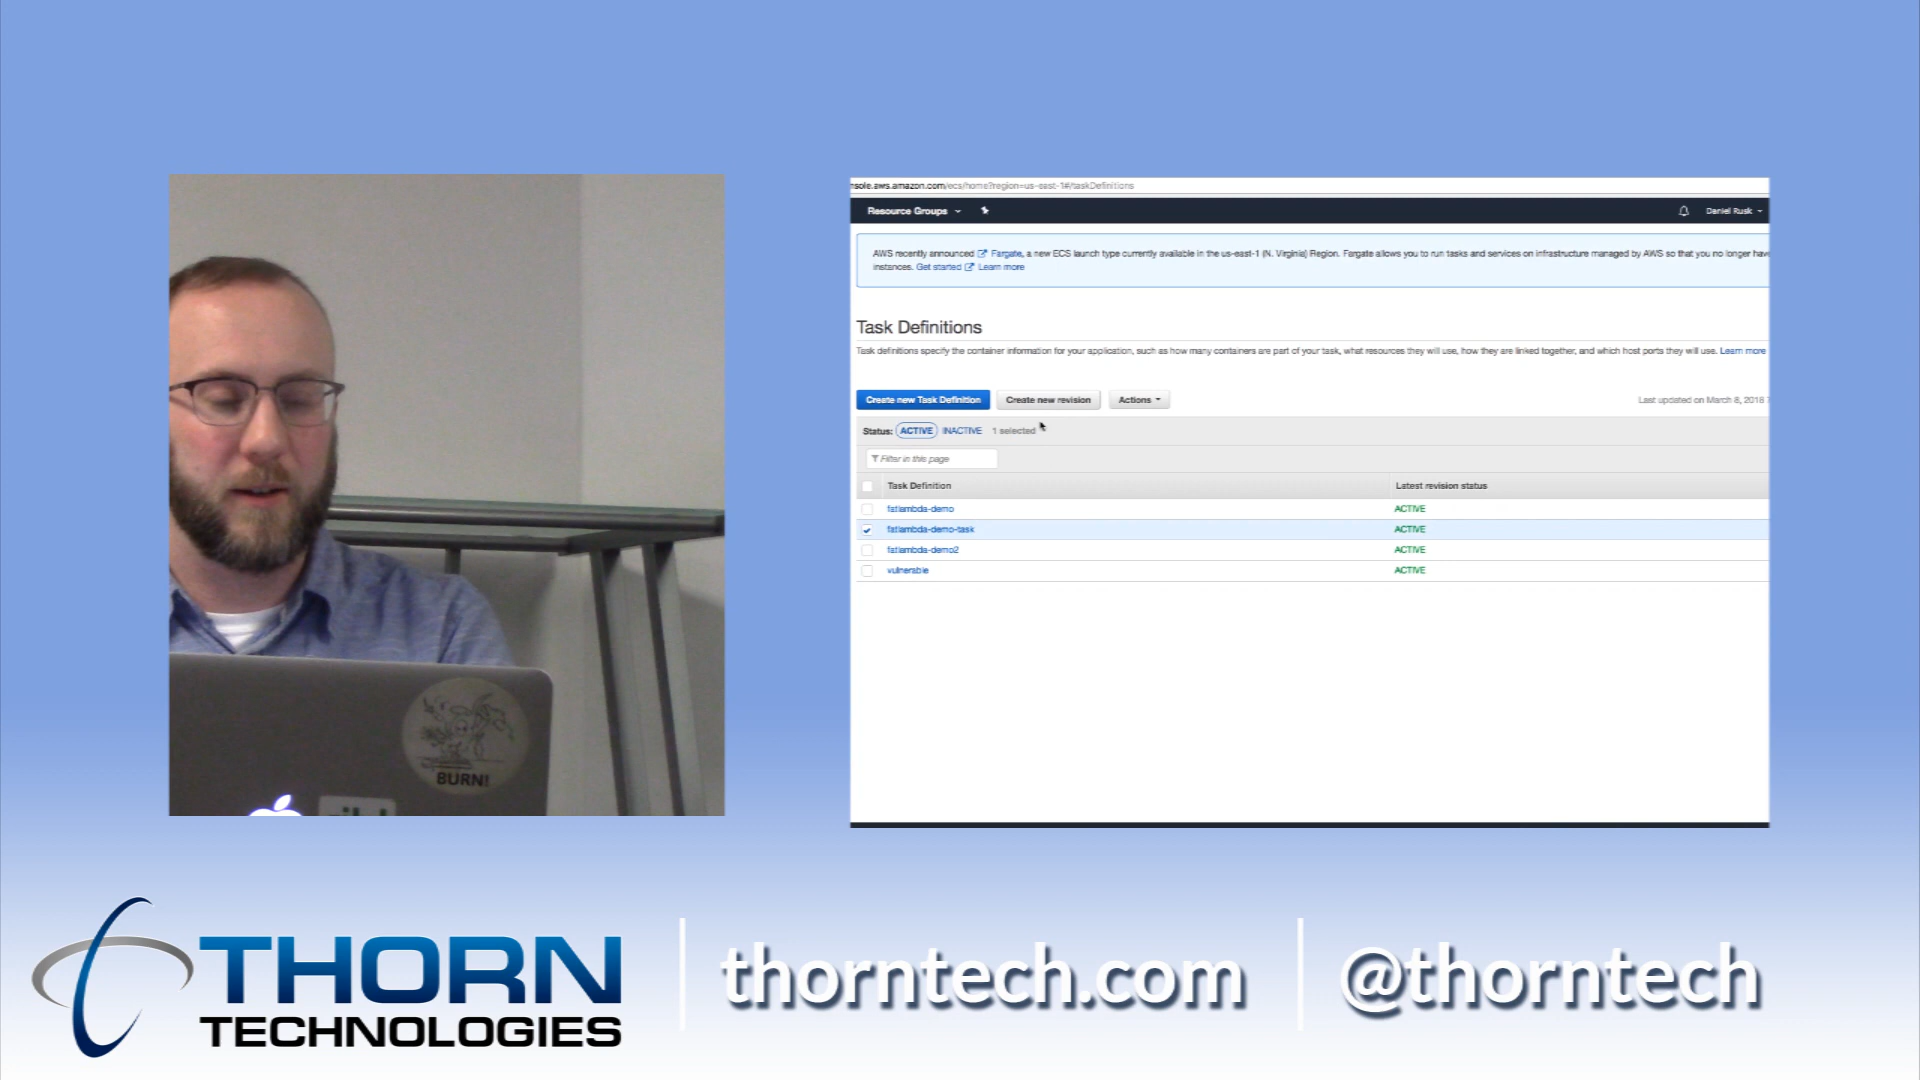 nsole.aws.amazon.com/ecs/home?region=us-east-1#/taskDefinitions
Resource Groups
Daniel Rusk
AWS recently announced Fargate, a new ECS launch type currently available in the us-east-1 (N. Virginia) Region. Fargate allows you to run tasks and services on infrastructure managed by AWS so that you no longer have
instances. Get started Learn more
Task Definitions
Task definitions specify the container information for your application, such as how many containers are part of your task, what resources they will use, how they are linked together, and which host ports they will use. Learn more
Create new Task Definition Create new revision Actions
Last updated on March 8, 2018
Status: ACTIVE INACTIVE 1 selected
Filter in this page
Task Definition Latest revision status
fatlambda-demo ACTIVE
fatlambda-demo-task ACTIVE
fatlambda-demo2 ACTIVE
vulnerable ACTIVE
BURN!
THORN
TECHNOLOGIES
thorntech.com
@thorntech